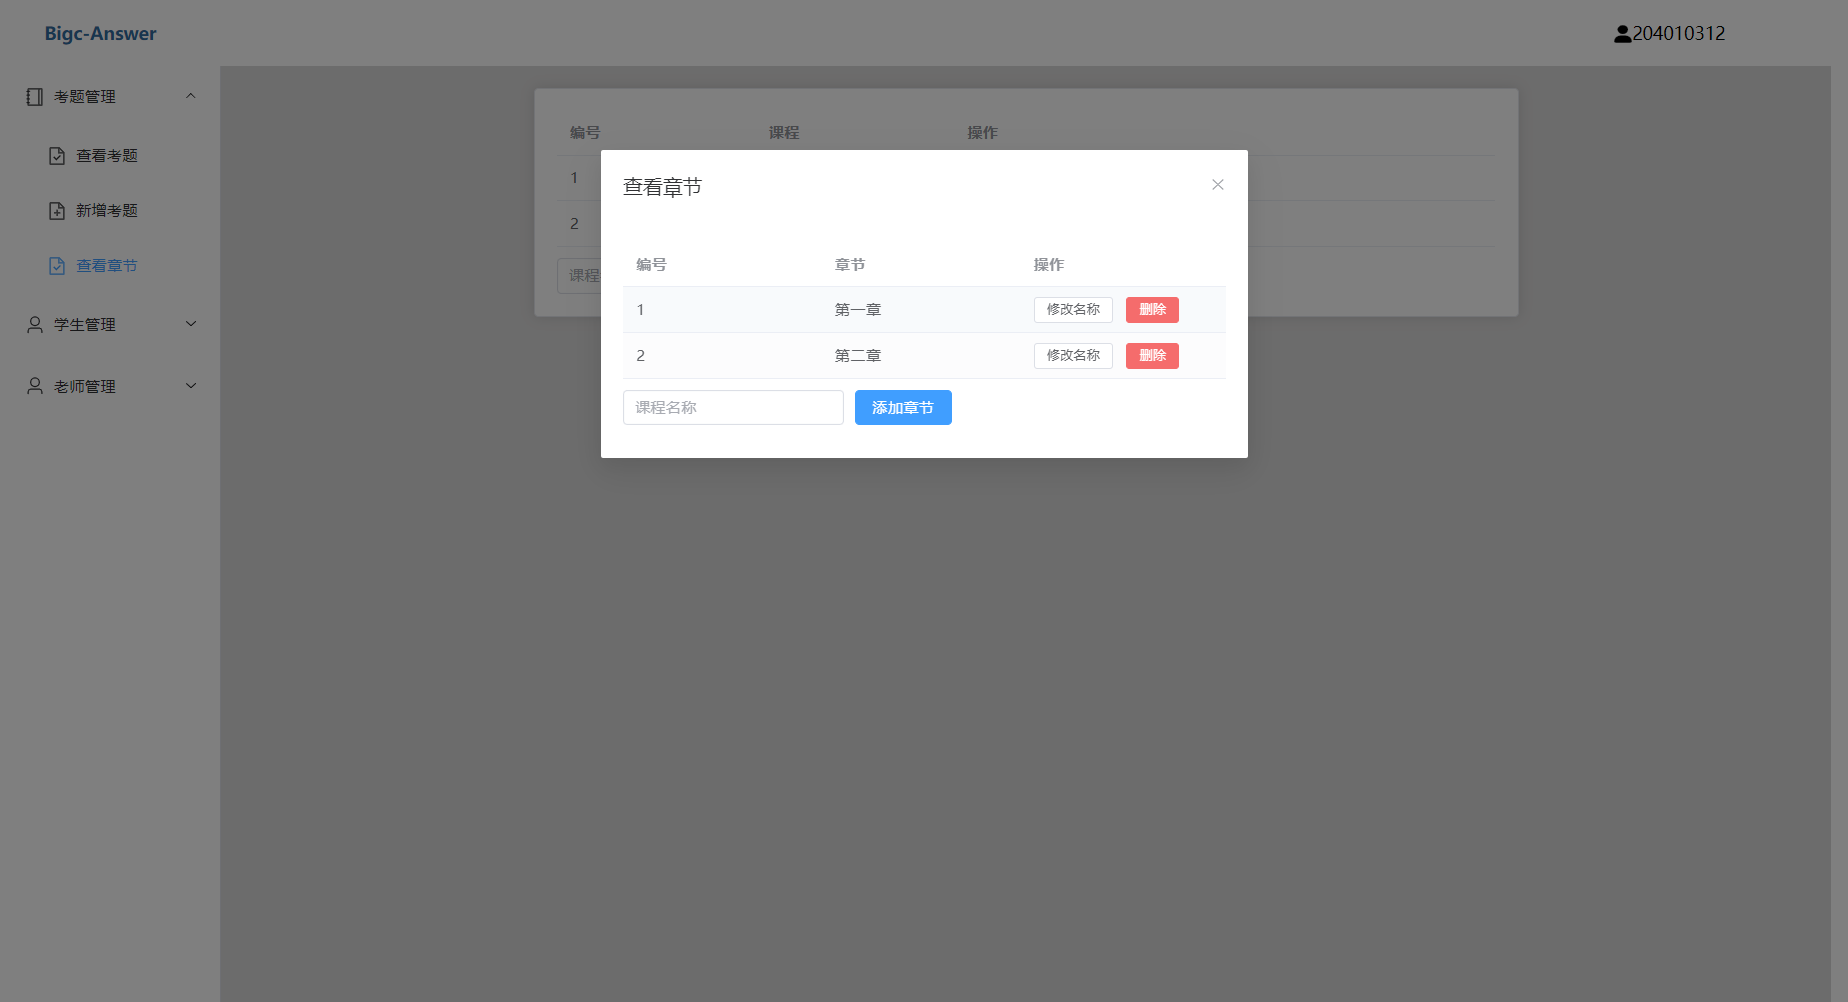 Bigc-Answer
204010312
考题管理
查看考题
新增考题
查看章节
学生管理
老师管理
编号 课程 操作
1
2
课程
查看章节
编号 章节 操作
1 第一章 修改名称 删除
2 第二章 修改名称 删除
课程名称 添加章节